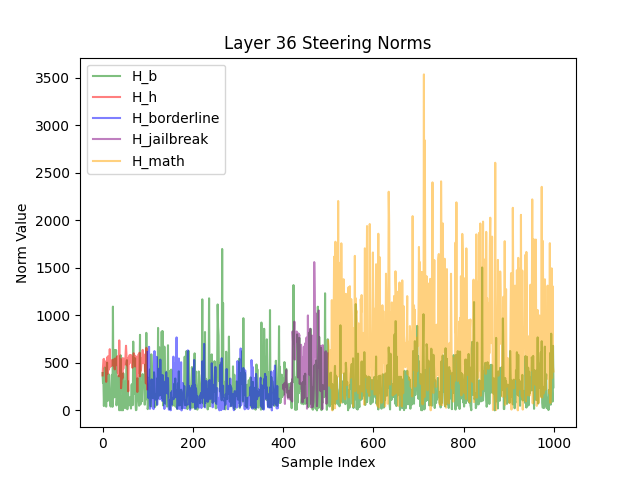 Layer 36 Steering Norms
H_b
H_h
H_borderline
H_jailbreak
H_math
Norm Value
3500
3000
2500
2000
1500
1000
500
0
0 200 400 600 800 1000
Sample Index